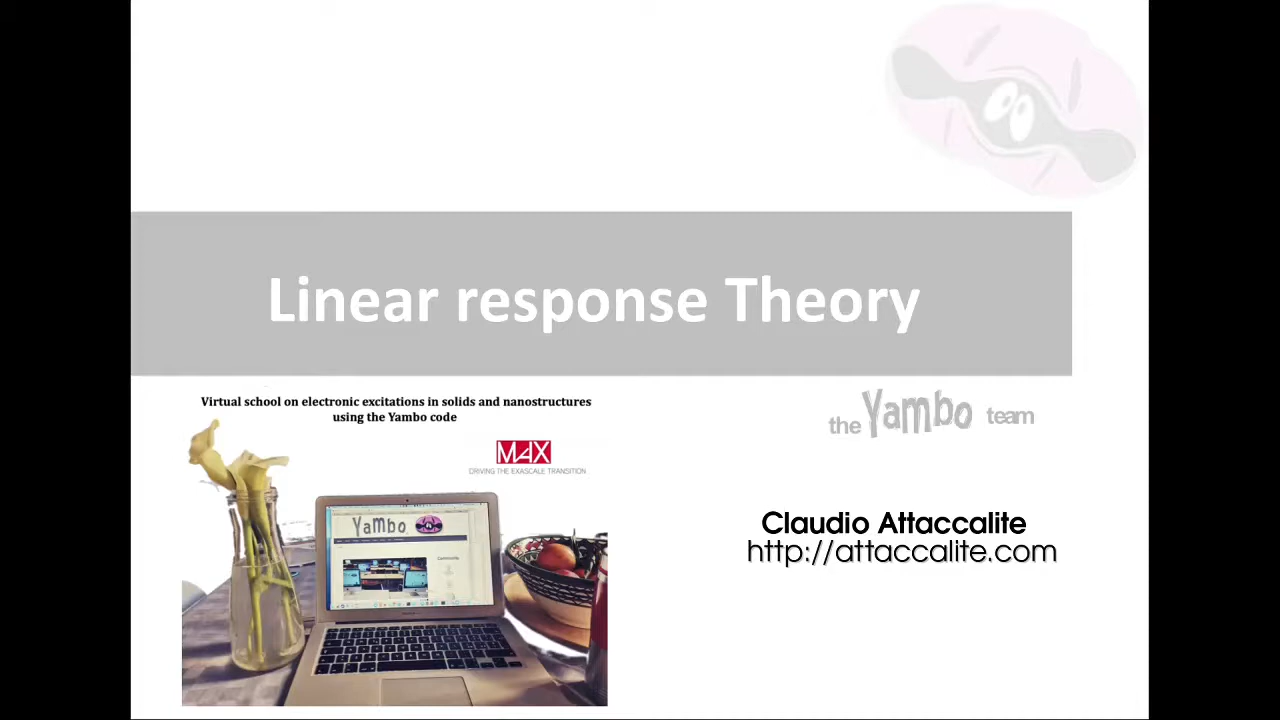 Linear response Theory
Virtual school on electronic excitations in solids and nanostructures
using the Yambo code
MAX
DRIVING THE EXASCALE TRANSITION
the Yambo team
Yambo
Claudio Attaccalite
http://attaccalite.com